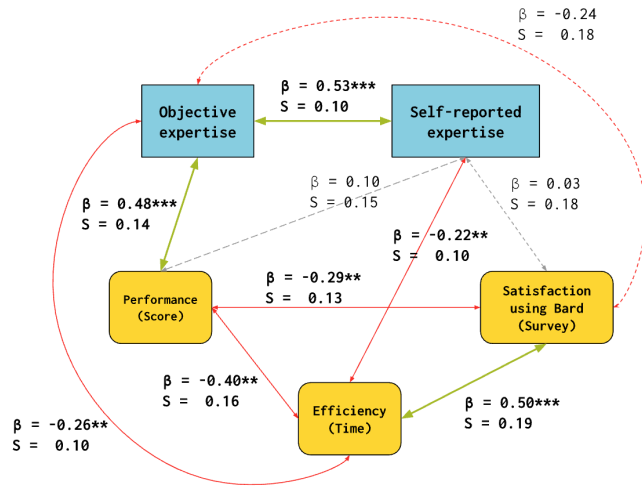 β = -0.24
S = 0.18
β = 0.53***
S = 0.10
Objective
expertise
Self-reported
expertise
β = 0.10
S = 0.15
β = 0.03
S = 0.18
β = 0.48***
S = 0.14
β = -0.22**
S = 0.10
β = -0.29**
S = 0.13
Performance
(Score)
Satisfaction
using Bard
(Survey)
β = -0.40**
S = 0.16
Efficiency
(Time)
β = 0.50***
S = 0.19
β = -0.26**
S = 0.10